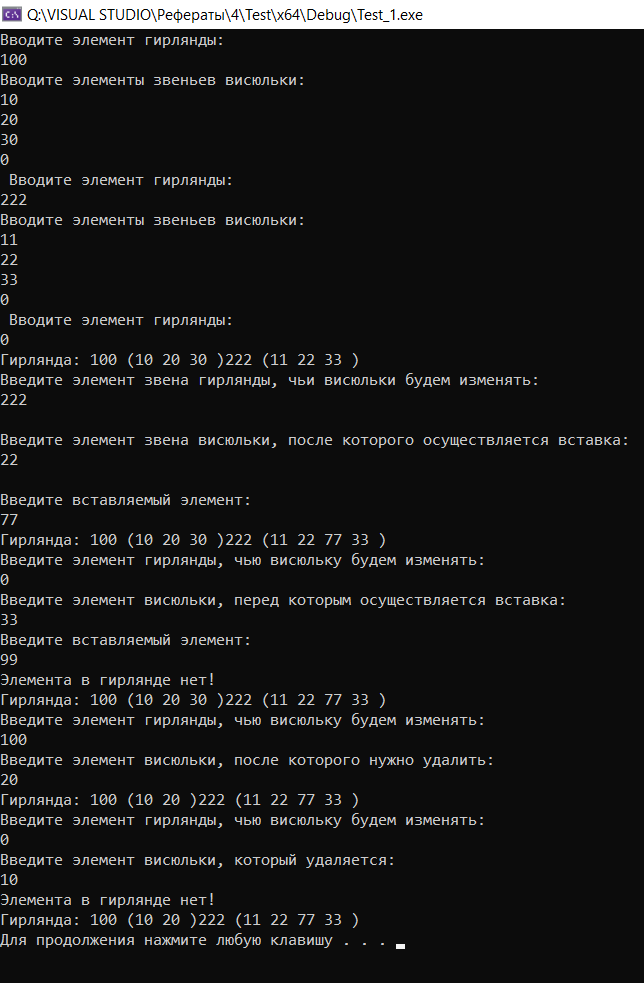 Q:\VISUAL STUDIO\Рефераты\4\Test\x64\Debug\Test_1.exe
Вводите элемент гирлянды:
100
Вводите элементы звеньев висюльки:
10
20
30
0
Вводите элемент гирлянды:
222
Вводите элементы звеньев висюльки:
11
22
33
0
Вводите элемент гирлянды:
0
Гирлянда: 100 (10 20 30 )222 (11 22 33 )
Введите элемент звена гирлянды, чьи висюльки будем изменять:
222
Введите элемент звена висюльки, после которого осуществляется вставка:
22
Введите вставляемый элемент:
77
Гирлянда: 100 (10 20 30 )222 (11 22 77 33 )
Введите элемент гирлянды, чью висюльку будем изменять:
0
Введите элемент висюльки, перед которым осуществляется вставка:
33
Введите вставляемый элемент:
99
Элемента в гирлянде нет!
Гирлянда: 100 (10 20 30 )222 (11 22 77 33 )
Введите элемент гирлянды, чью висюльку будем изменять:
100
Введите элемент висюльки, после которого нужно удалить:
20
Гирлянда: 100 (10 20 )222 (11 22 77 33 )
Введите элемент гирлянды, чью висюльку будем изменять:
0
Введите элемент висюльки, который удаляется:
10
Элемента в гирлянде нет!
Гирлянда: 100 (10 20 )222 (11 22 77 33 )
Для продолжения нажмите любую клавишу . . .